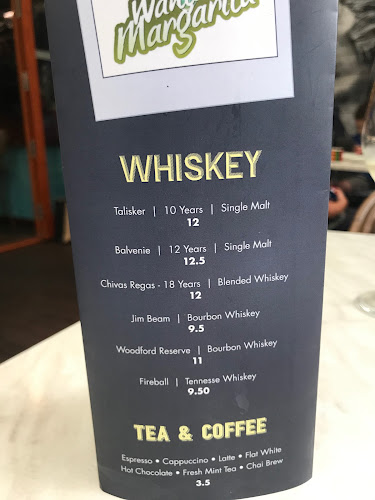 Margarita
WHISKEY
Talisker | 10 Years | Single Malt
12
Balvenie | 12 Years | Single Malt
12.5
Chivas Regas - 18 Years | Blended Whiskey
12
Jim Beam | Bourbon Whiskey
9.5
Woodford Reserve | Bourbon Whiskey
11
Fireball | Tennesse Whiskey
9.50
TEA & COFFEE
Espresso • Cappuccino • Latte • Flat White
Hot Chocolate • Fresh Mint Tea • Chai Brew
3.5